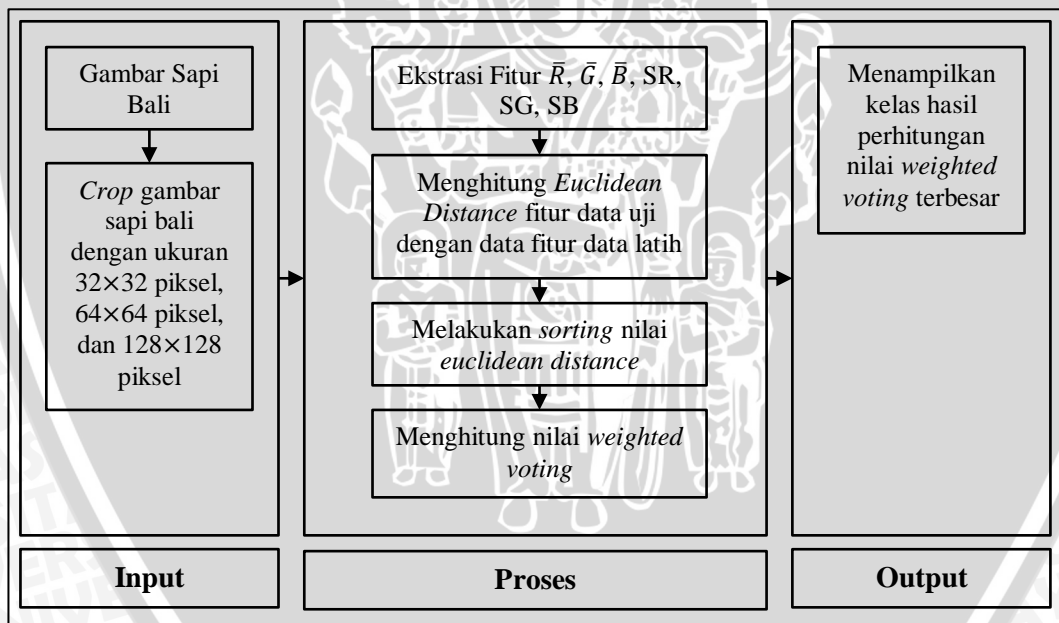 Gambar Sapi
Bali
Crop gambar
sapi bali
dengan ukuran
32×32 piksel,
64×64 piksel,
dan 128×128
piksel
Input
Ekstrasi Fitur R̄, Ḡ, B̄, SR,
SG, SB
Menghitung Euclidean
Distance fitur data uji
dengan data fitur data latih
Melakukan sorting nilai
euclidean distance
Menghitung nilai weighted
voting
Proses
Menampilkan
kelas hasil
perhitungan
nilai weighted
voting terbesar
Output